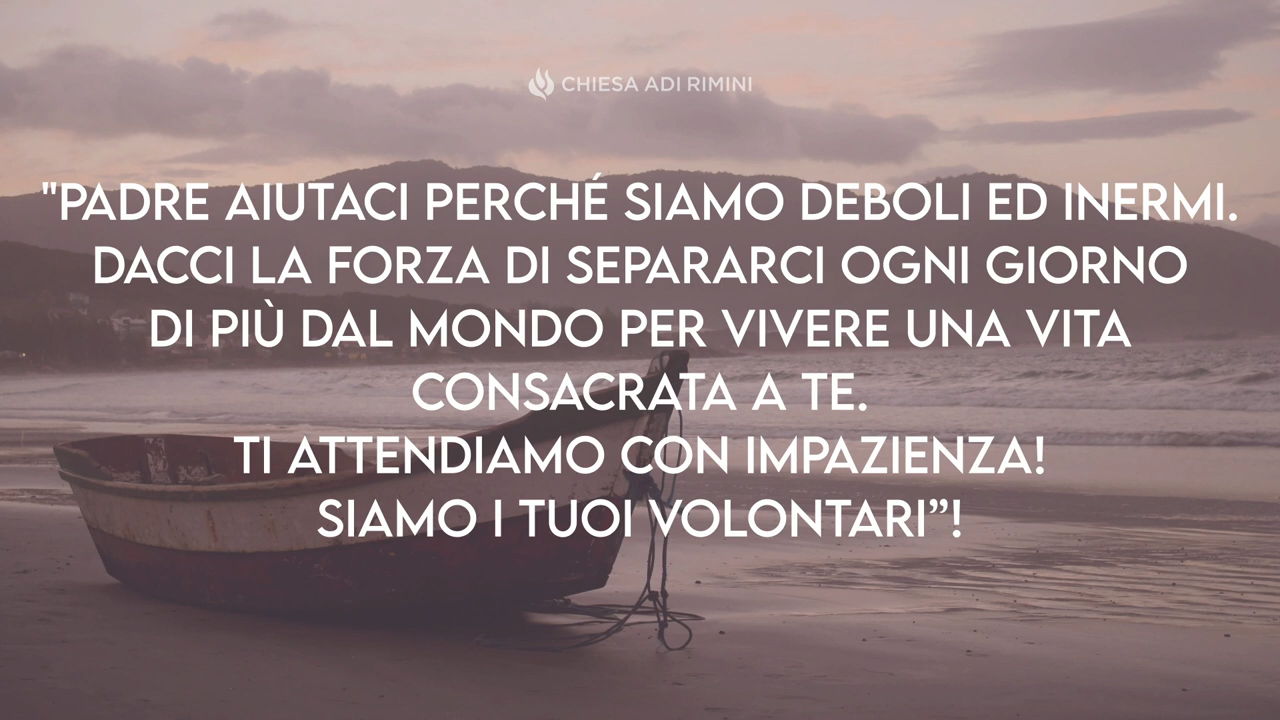 CHIESA ADI RIMINI
"PADRE AIUTACI PERCHÉ SIAMO DEBOLI ED INERMI.
DACCI LA FORZA DI SEPARARCI OGNI GIORNO
DI PIÙ DAL MONDO PER VIVERE UNA VITA
CONSACRATA A TE.
TI ATTENDIAMO CON IMPAZIENZA!
SIAMO I TUOI VOLONTARI”!